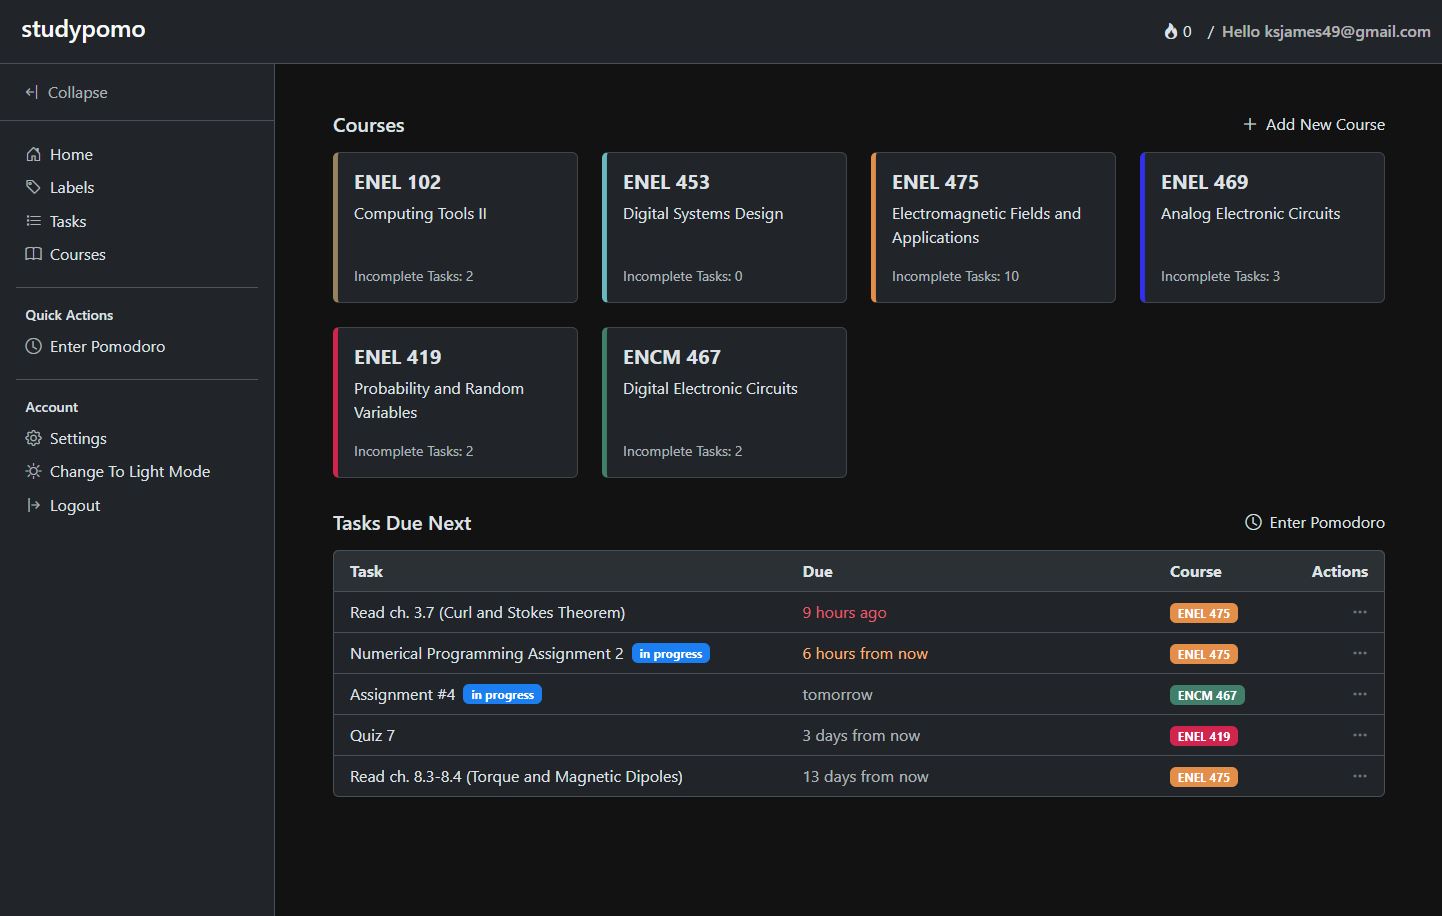 studypomo
0 / Hello ksjames49@gmail.com
Collapse
Home
Labels
Tasks
Courses
Quick Actions
Enter Pomodoro
Account
Settings
Change To Light Mode
Logout
Courses
Add New Course
ENEL 102
Computing Tools II
Incomplete Tasks: 2
ENEL 453
Digital Systems Design
Incomplete Tasks: 0
ENEL 475
Electromagnetic Fields and
Applications
Incomplete Tasks: 10
ENEL 469
Analog Electronic Circuits
Incomplete Tasks: 3
ENEL 419
Probability and Random
Variables
Incomplete Tasks: 2
ENCM 467
Digital Electronic Circuits
Incomplete Tasks: 2
Tasks Due Next
Enter Pomodoro
Task Due Course Actions
Read ch. 3.7 (Curl and Stokes Theorem) 9 hours ago ENEL 475 ...
Numerical Programming Assignment 2 in progress 6 hours from now ENEL 475 ...
Assignment #4 in progress tomorrow ENCM 467 ...
Quiz 7 3 days from now ENEL 419 ...
Read ch. 8.3-8.4 (Torque and Magnetic Dipoles) 13 days from now ENEL 475 ...